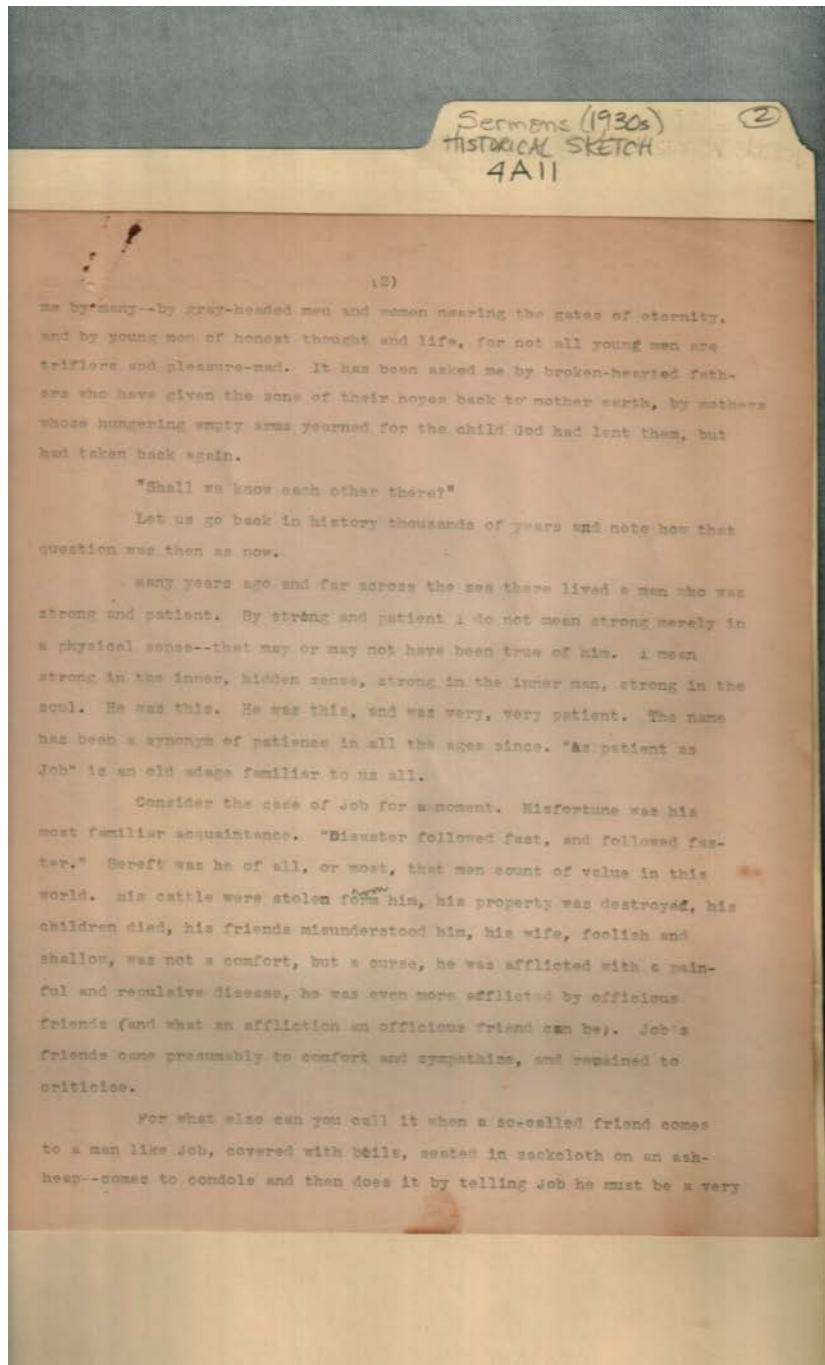 Sermons (1930s)
2
HISTORICAL SKETCH
4A11
(2)
me by many--by gray-headed men and women nearing the gates of eternity,
and by young men of honest thought and life, for not all young men are
triflers and pleasure-mad. It has been asked me by broken-hearted fath-
ers who have given the sons of their hopes back to mother earth, by mothers
whose hungering empty arms yearned for the child God had lent them, but
had taken back again.
"Shall we know each other there?"
Let us go back in history thousands of years and note how that
question was then as now.
Many years ago and far across the sea there lived a man who was
strong and patient. By strong and patient I do not mean strong merely in
a physical sense--that may or may not have been true of him. I mean
strong in the inner, hidden sense, strong in the inner man, strong in the
soul. He was this. He was this, and was very, very patient. The name
has been a synonym of patience in all the ages since. "As patient as
Job" is an old adage familiar to us all.
Consider the case of Job for a moment. Misfortune was his
most familiar acquaintance. "Disaster followed fast, and followed fas-
ter." Bereft was he of all, or most, that men count of value in this
world. His cattle were stolen from him, his property was destroyed, his
children died, his friends misunderstood him, his wife, foolish and
shallow, was not a comfort, but a curse, he was afflicted with a pain-
ful and repulsive disease, he was even more afflicted by officious
friends (and what an affliction an officious friend can be). Job's
friends came presumably to comfort and sympathize, and remained to
criticise.
For what else can you call it when a so-called friend comes
to a man like Job, covered with boils, seated in sackcloth on an ash-
heap--comes to condole and then does it by telling Job he must be a very